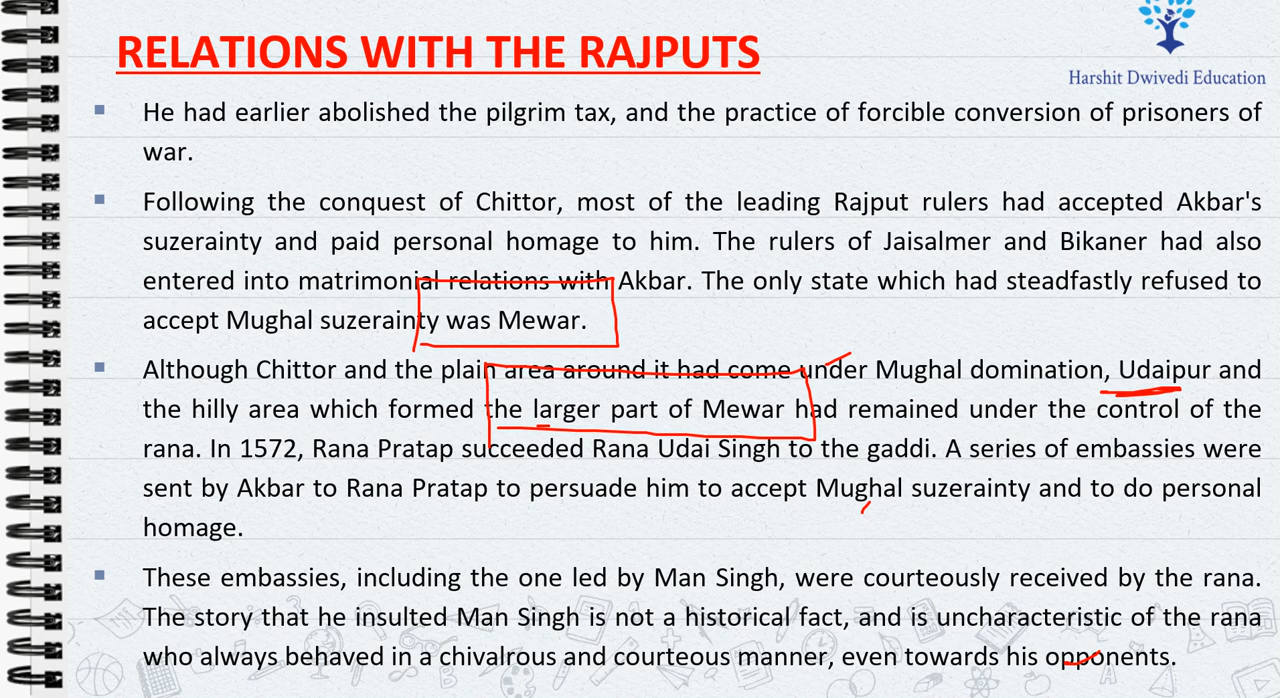 RELATIONS WITH THE RAJPUTS
Harshit Dwivedi Education
He had earlier abolished the pilgrim tax, and the practice of forcible conversion of prisoners of
war.
Following the conquest of Chittor, most of the leading Rajput rulers had accepted Akbar's
suzerainty and paid personal homage to him. The rulers of Jaisalmer and Bikaner had also
entered into matrimonial relations with Akbar. The only state which had steadfastly refused to
accept Mughal suzerainty was Mewar.
Although Chittor and the plain area around it had come under Mughal domination, Udaipur and
the hilly area which formed the larger part of Mewar had remained under the control of the
rana. In 1572, Rana Pratap succeeded Rana Udai Singh to the gaddi. A series of embassies were
sent by Akbar to Rana Pratap to persuade him to accept Mughal suzerainty and to do personal
homage.
These embassies, including the one led by Man Singh, were courteously received by the rana.
The story that he insulted Man Singh is not a historical fact, and is uncharacteristic of the rana
who always behaved in a chivalrous and courteous manner, even towards his opponents.